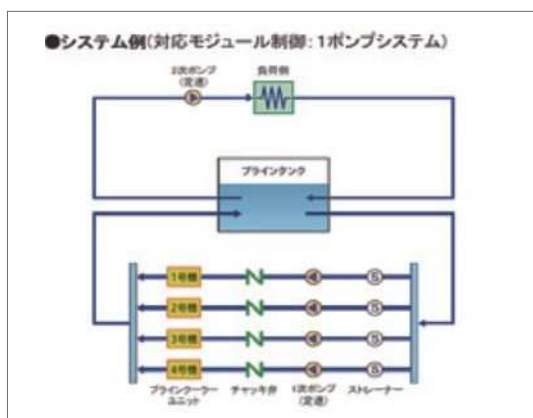 ●システム例(対応モジュール制御:1ポンプシステム)
2次ポンプ
(定速)
負荷側
ブラインタンク
1号機
S
2号機
S
3号機
S
4号機
S
ブラインクーラー
ユニット
チャッキ弁
1次ポンプ
(定速)
ストレーナー